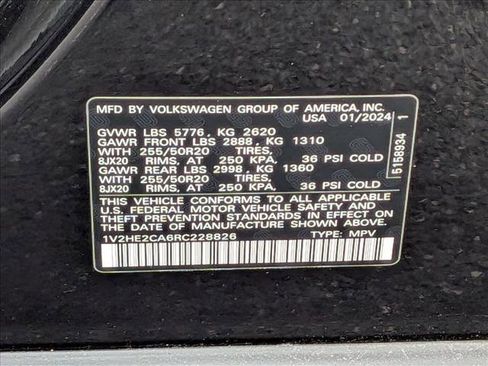 MFD BY VOLKSWAGEN GROUP OF AMERICA, INC.
USA 01/2024
GVWR LBS 5776, KG 2620
GAWR FRONT LBS 2888, KG 1310
WITH 255/50R20 TIRES,
8JX20 RIMS, AT 250 KPA, 36 PSI COLD
GAWR REAR LBS 2998, KG 1360
WITH 255/50R20 TIRES,
8JX20 RIMS, AT 250 KPA, 36 PSI COLD
THIS VEHICLE CONFORMS TO ALL APPLICABLE
U.S. FEDERAL MOTOR VEHICLE SAFETY AND
THEFT PREVENTION STANDARDS IN EFFECT ON
THE DATE OF MANUFACTURE SHOWN ABOVE.
1V2HE2CA6RC228826
TYPE: MPV
5158934 1